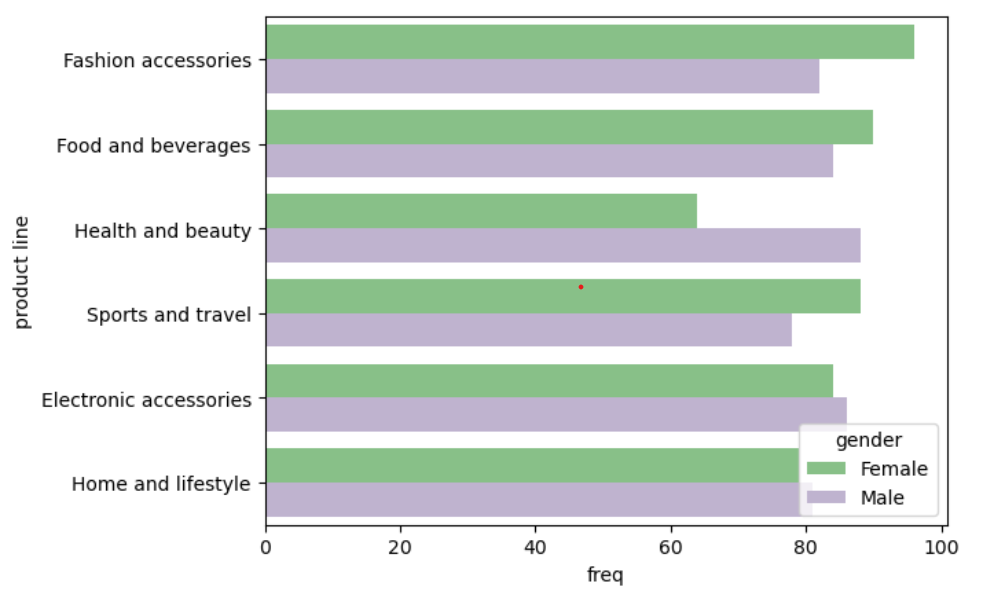 Fashion accessories
Food and beverages
Health and beauty
Sports and travel
Electronic accessories
Home and lifestyle
product line
gender
Female
Male
0 20 40 60 80 100
freq